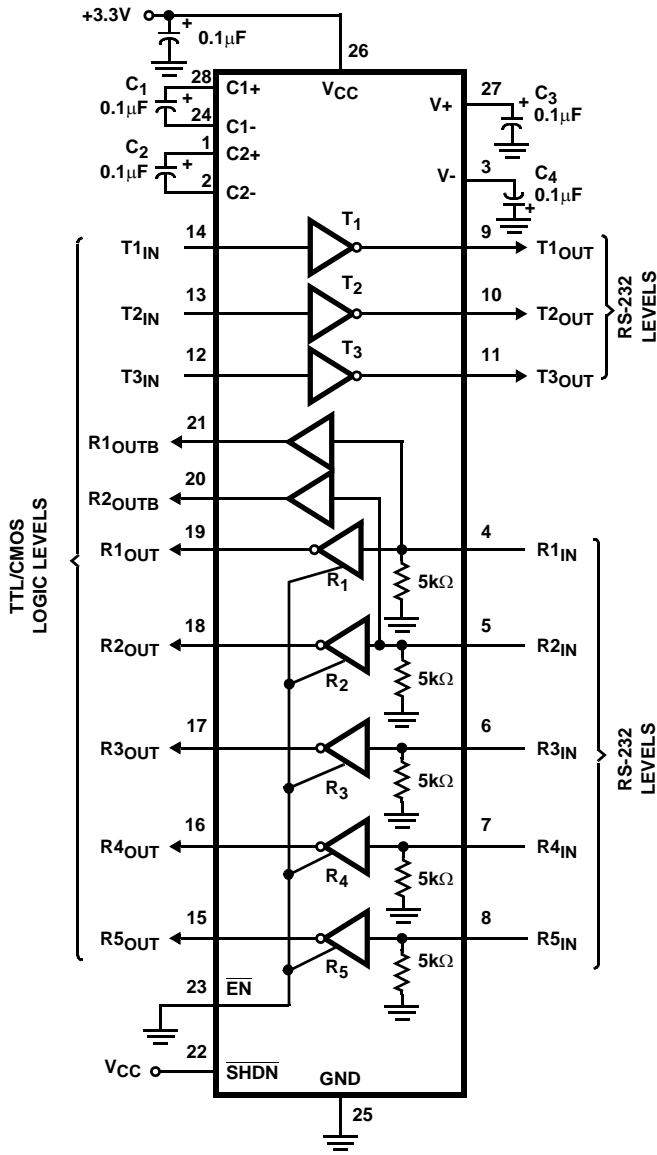 +3.3V
+
0.1μF
26
C1
0.1μF
+
28
C1+
VCC
24
C1-
27
V+
+
C3
0.1μF
C2
0.1μF
+
1
C2+
2
C2-
3
V-
C4
0.1μF
+
T1IN
14
T1
9
T1OUT
T2IN
13
T2
10
T2OUT
T3IN
12
T3
11
T3OUT
RS-232
LEVELS
R1OUTB
21
R2OUTB
20
R1OUT
19
R1
5kΩ
4
R1IN
R2OUT
18
R2
5kΩ
5
R2IN
R3OUT
17
R3
5kΩ
6
R3IN
R4OUT
16
R4
5kΩ
7
R4IN
R5OUT
15
R5
5kΩ
8
R5IN
TTL/CMOS
LOGIC LEVELS
RS-232
LEVELS
23
EN
VCC
22
SHDN
GND
25